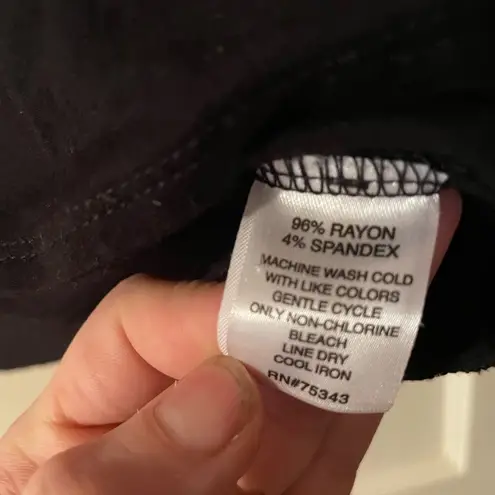 96% RAYON
4% SPANDEX
MACHINE WASH COLD
WITH LIKE COLORS
GENTLE CYCLE
ONLY NON-CHLORINE
BLEACH
LINE DRY
COOL IRON
RN#75343